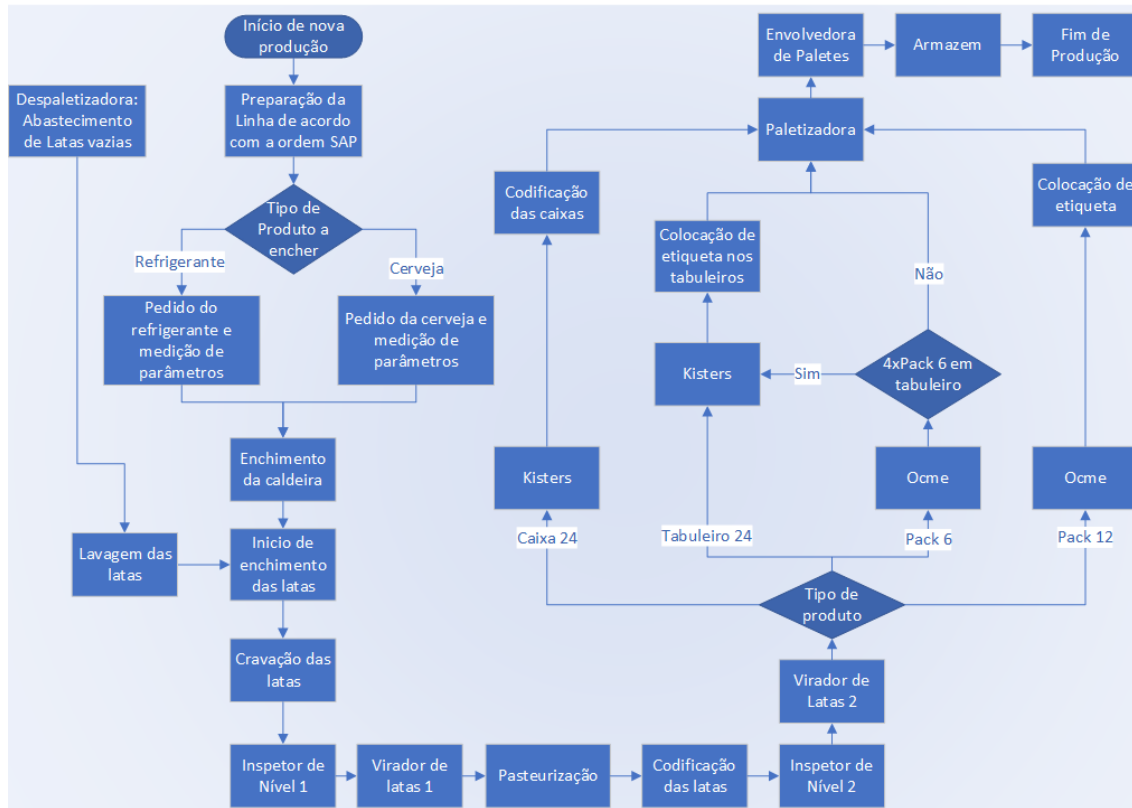 Início de nova
produção
Despaletizadora:
Abastecimento
de Latas vazias
Preparação da
Linha de acordo
com a ordem SAP
Tipo de
Produto a
encher
Refrigerante
Cerveja
Pedido do
refrigerante e
medição de
parâmetros
Pedido da cerveja e
medição de
parâmetros
Enchimento
da caldeira
Lavagem das
latas
Inicio de
enchimento
das latas
Cravação das
latas
Inspetor de
Nível 1
Virador de
latas 1
Pasteurização
Codificação
das latas
Inspetor de
Nível 2
Virador de
Latas 2
Tipo de
produto
Caixa 24
Tabuleiro 24
Pack 6
Pack 12
Kisters
Ocme
Ocme
4xPack 6 em
tabuleiro
Sim
Não
Kisters
Codificação
das caixas
Colocação de
etiqueta nos
tabuleiros
Colocação de
etiqueta
Paletizadora
Envolvedora
de Paletes
Armazem
Fim de
Produção